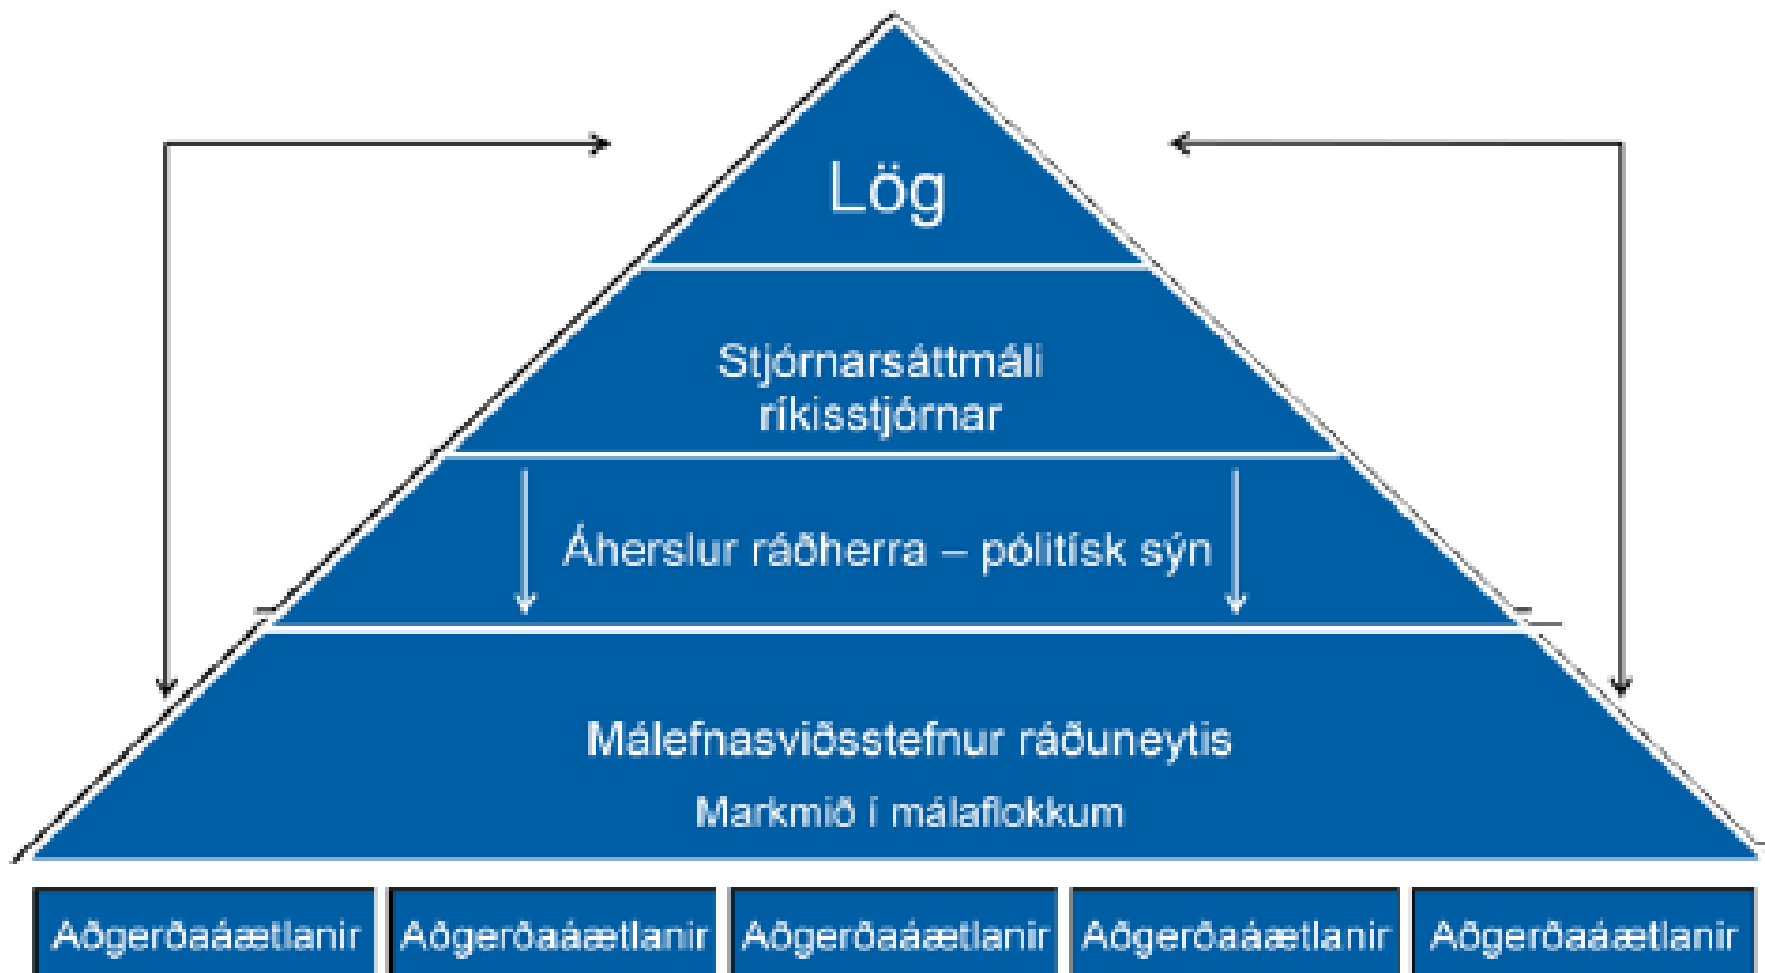 Lög
Stjórnarsáttmáli
ríkisstjórnar
Áherslur ráðherra – pólitísk sýn
Málefnasviðsstefnur ráðuneytis
Markmið í málaflokkum
Aðgerðaáætlanir
Aðgerðaáætlanir
Aðgerðaáætlanir
Aðgerðaáætlanir
Aðgerðaáætlanir